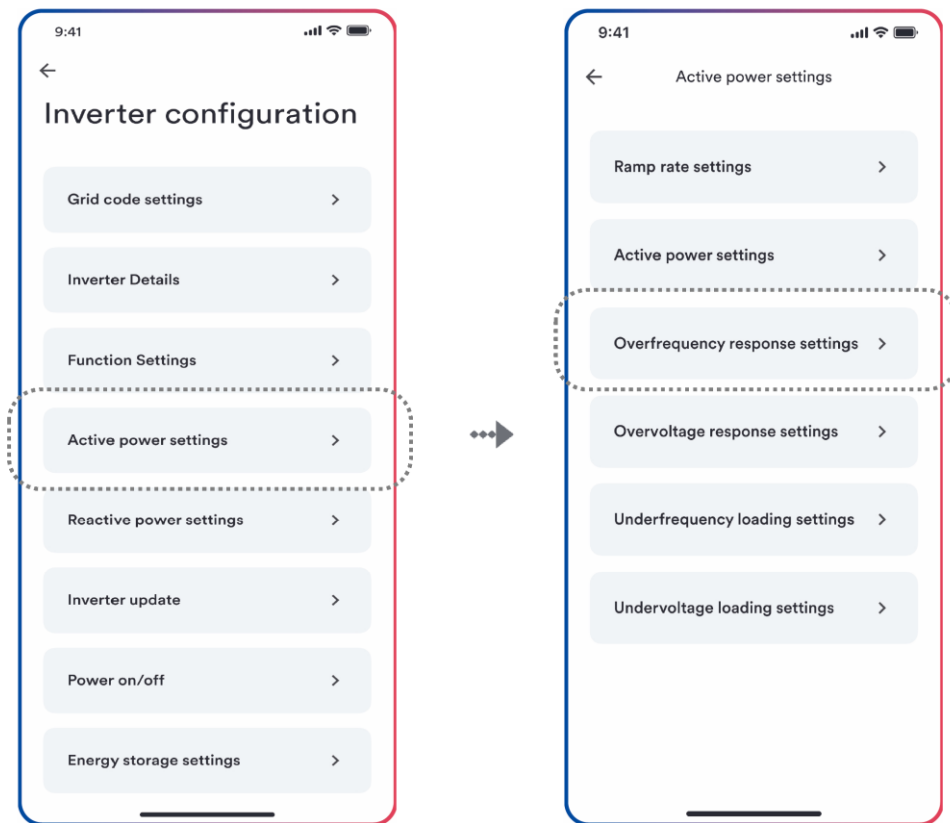 9:41
Inverter configuration
Grid code settings
Inverter Details
Function Settings
Active power settings
Reactive power settings
Inverter update
Power on/off
Energy storage settings
9:41
Active power settings
Ramp rate settings
Active power settings
Overfrequency response settings
Overvoltage response settings
Underfrequency loading settings
Undervoltage loading settings